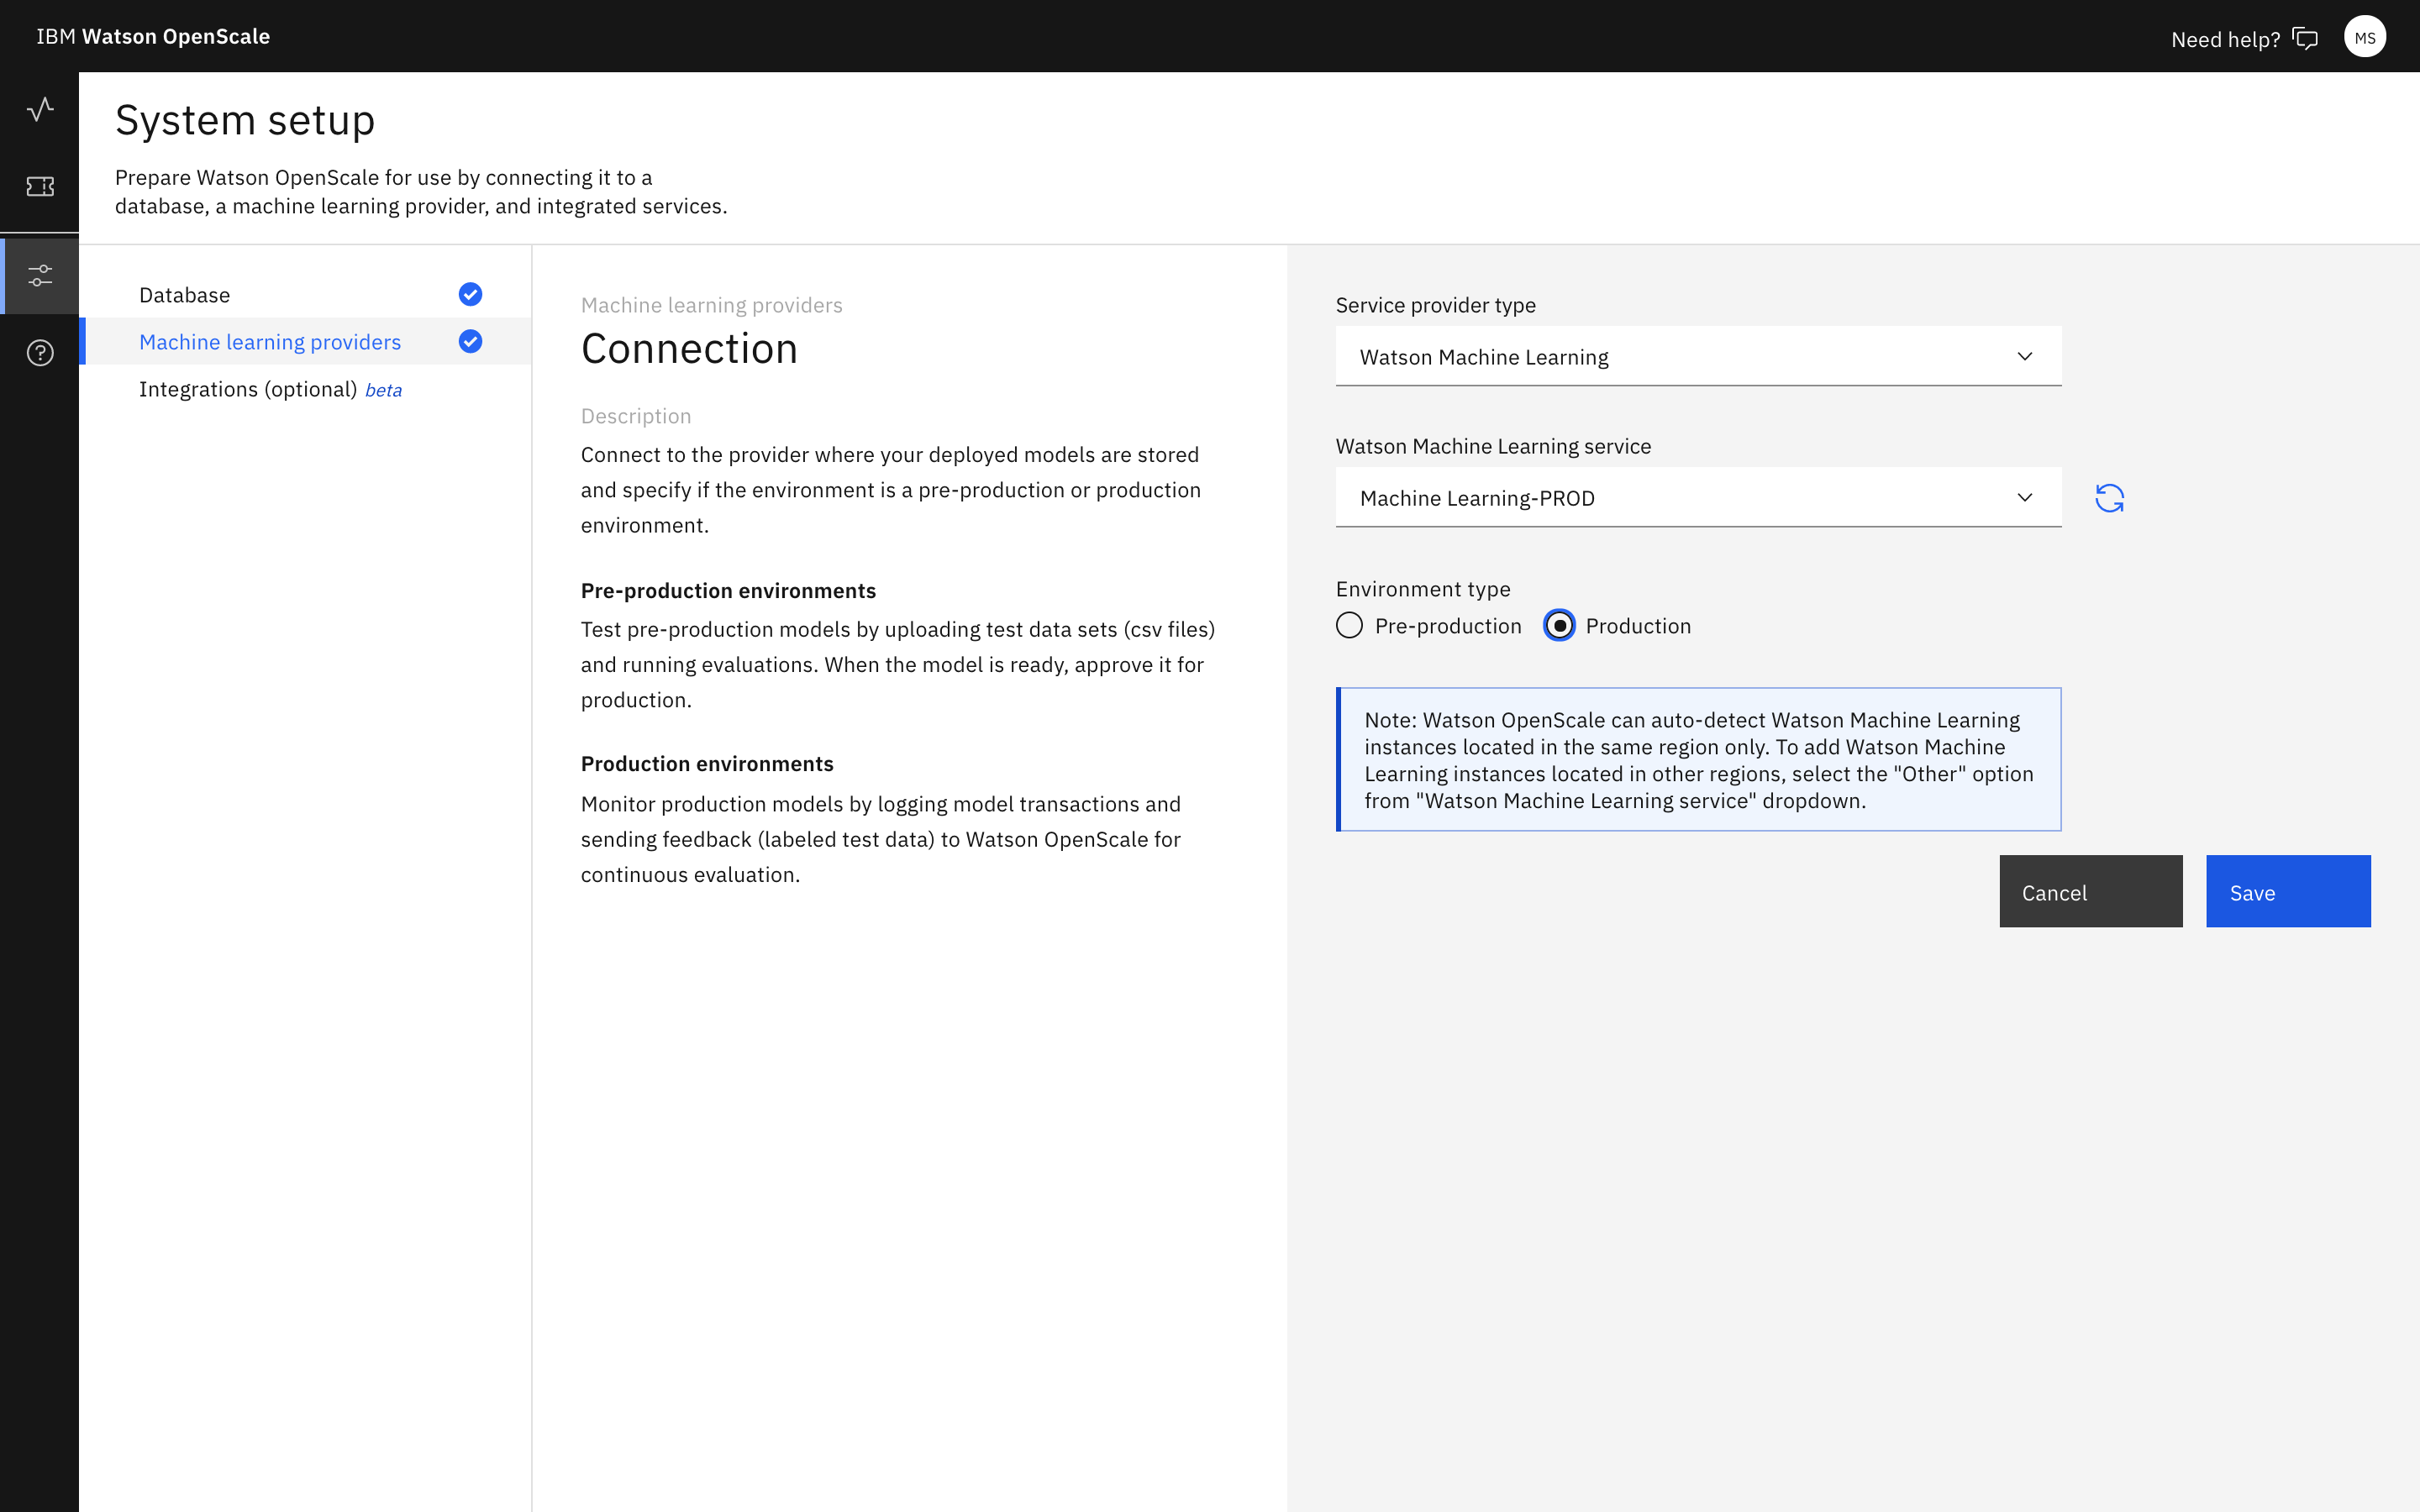 IBM Watson OpenScale
Need help?
MS
System setup
Prepare Watson OpenScale for use by connecting it to a
database, a machine learning provider, and integrated services.
Database
Machine learning providers
Integrations (optional) beta
Machine learning providers
Connection
Description
Connect to the provider where your deployed models are stored
and specify if the environment is a pre-production or production
environment.
Pre-production environments
Test pre-production models by uploading test data sets (csv files)
and running evaluations. When the model is ready, approve it for
production.
Production environments
Monitor production models by logging model transactions and
sending feedback (labeled test data) to Watson OpenScale for
continuous evaluation.
Service provider type
Watson Machine Learning
Watson Machine Learning service
Machine Learning-PROD
Environment type
Pre-production
Production
Note: Watson OpenScale can auto-detect Watson Machine Learning
instances located in the same region only. To add Watson Machine
Learning instances located in other regions, select the "Other" option
from "Watson Machine Learning service" dropdown.
Cancel
Save